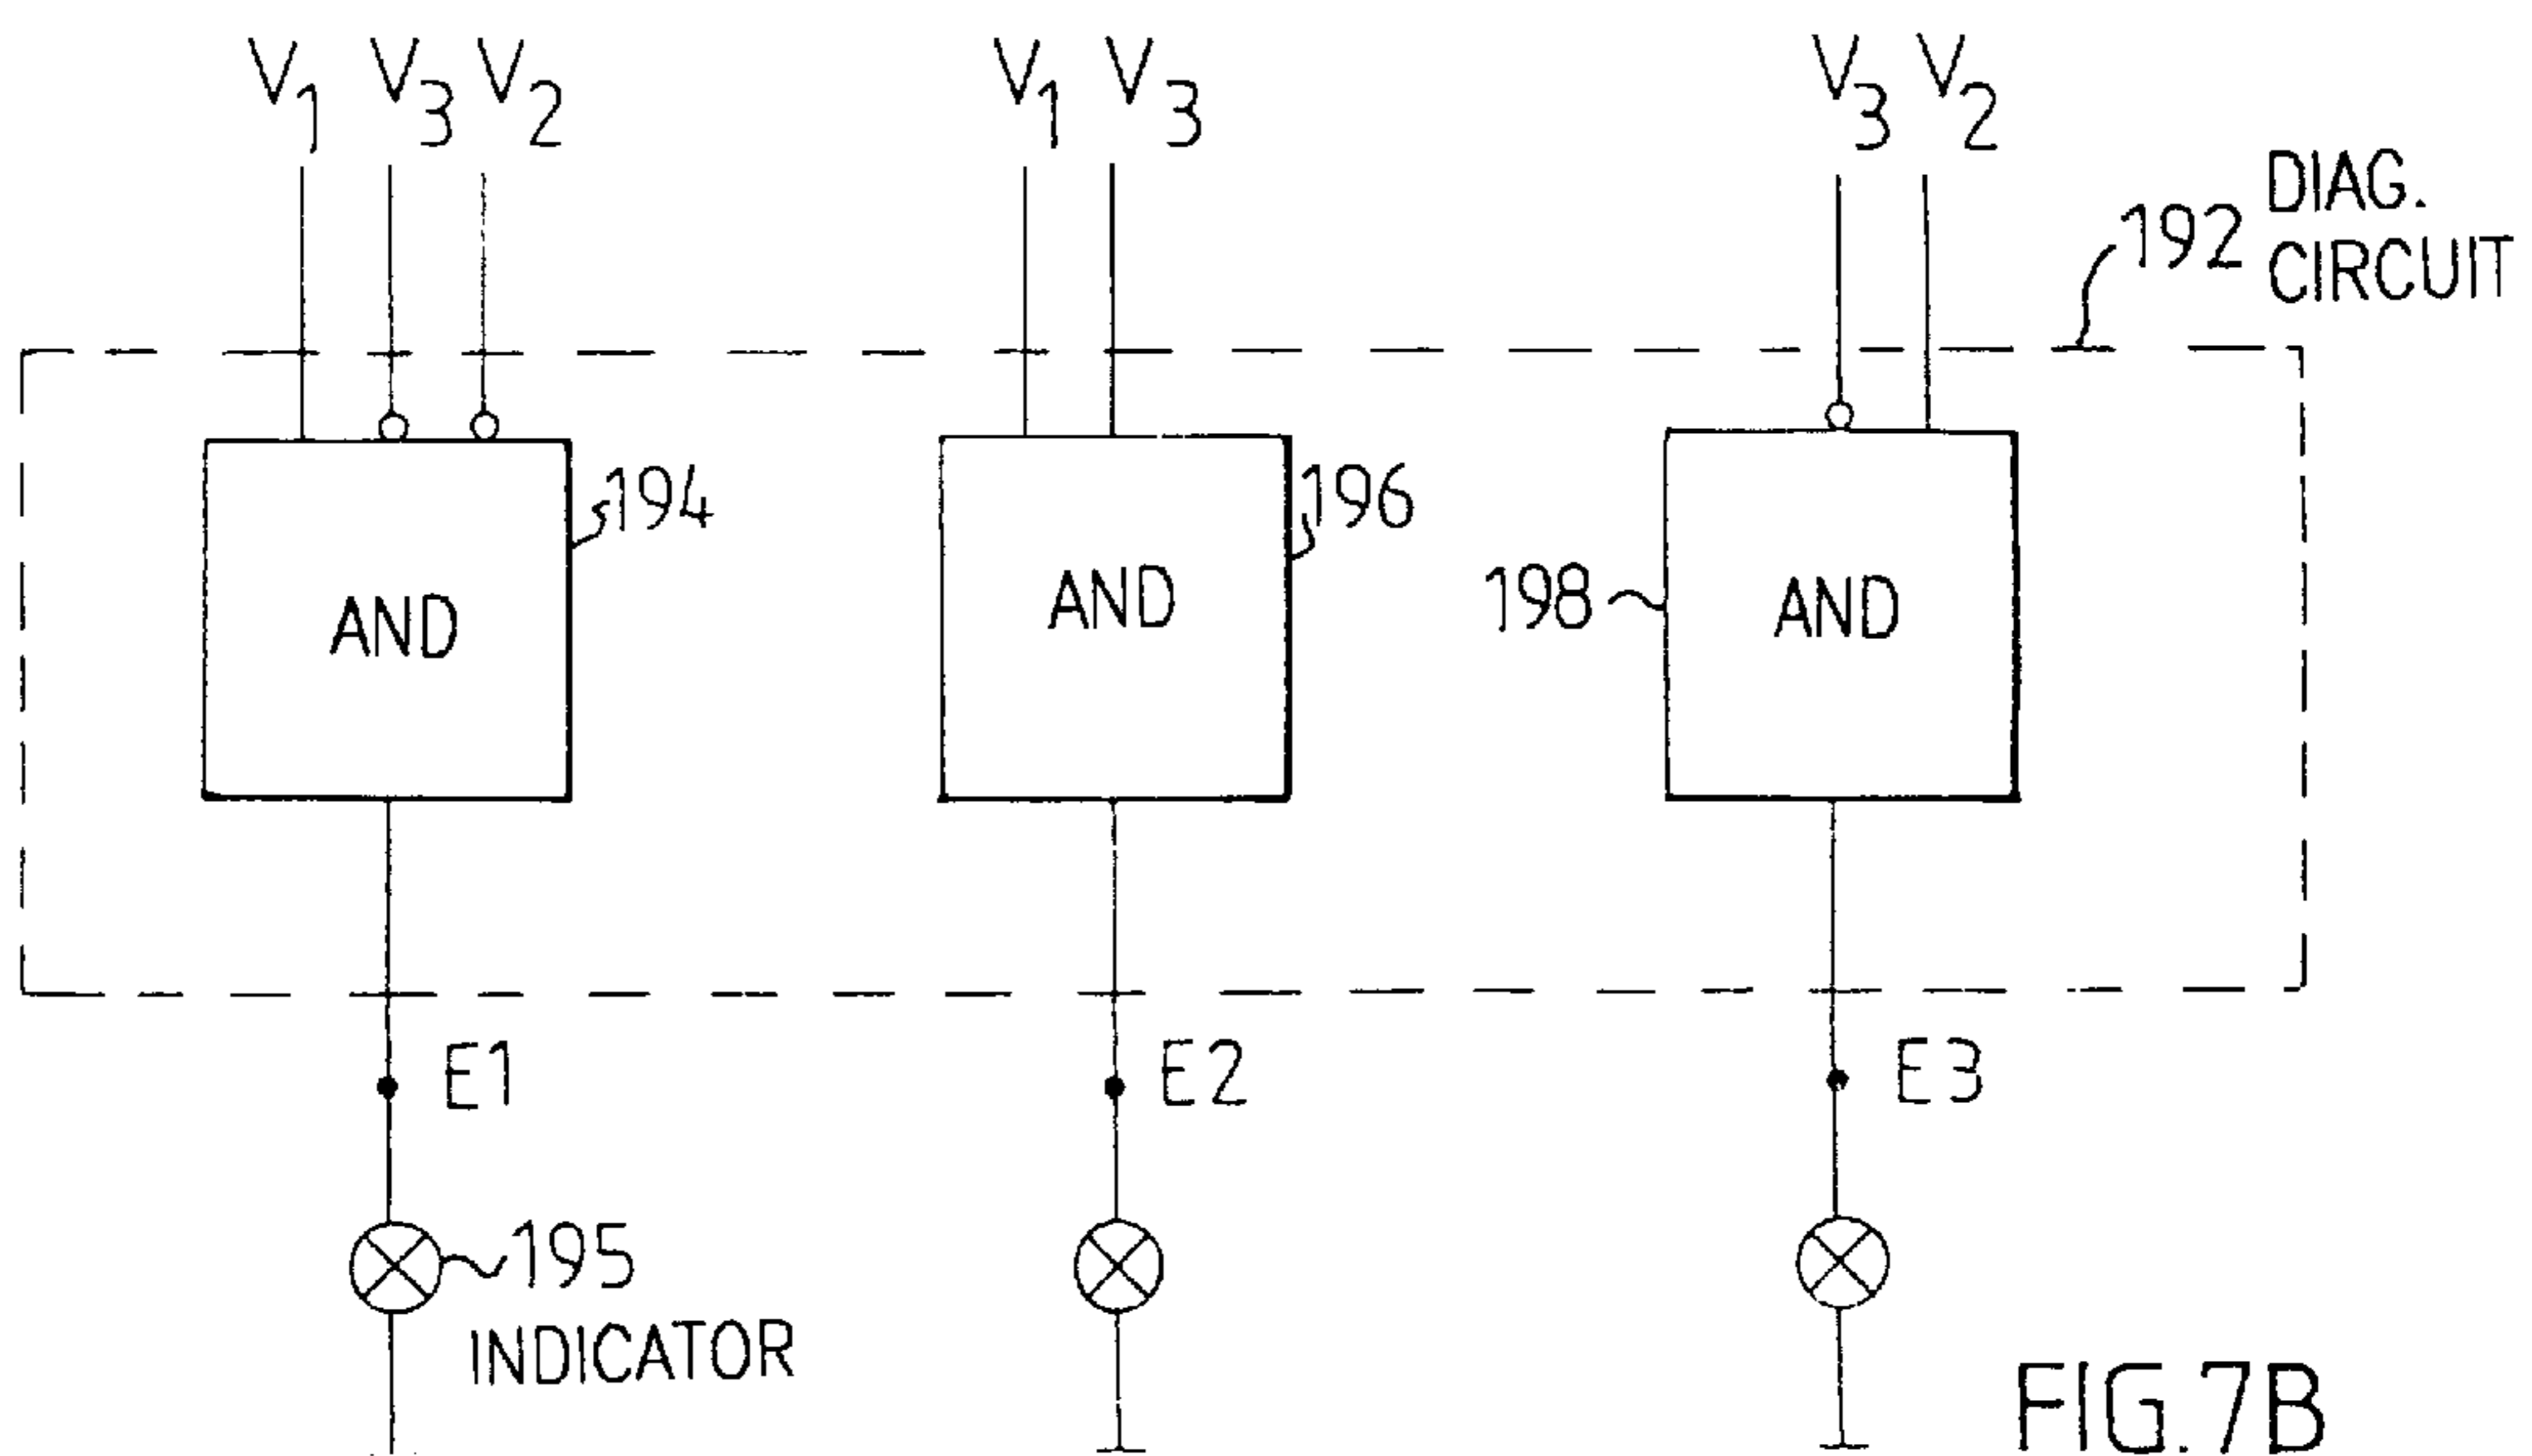 V1 V3 V2
V1 V3
V3 V2
192 DIAG.
CIRCUIT
194
196
198
AND
AND
AND
E1
E2
E3
195
INDICATOR
FIG.7B